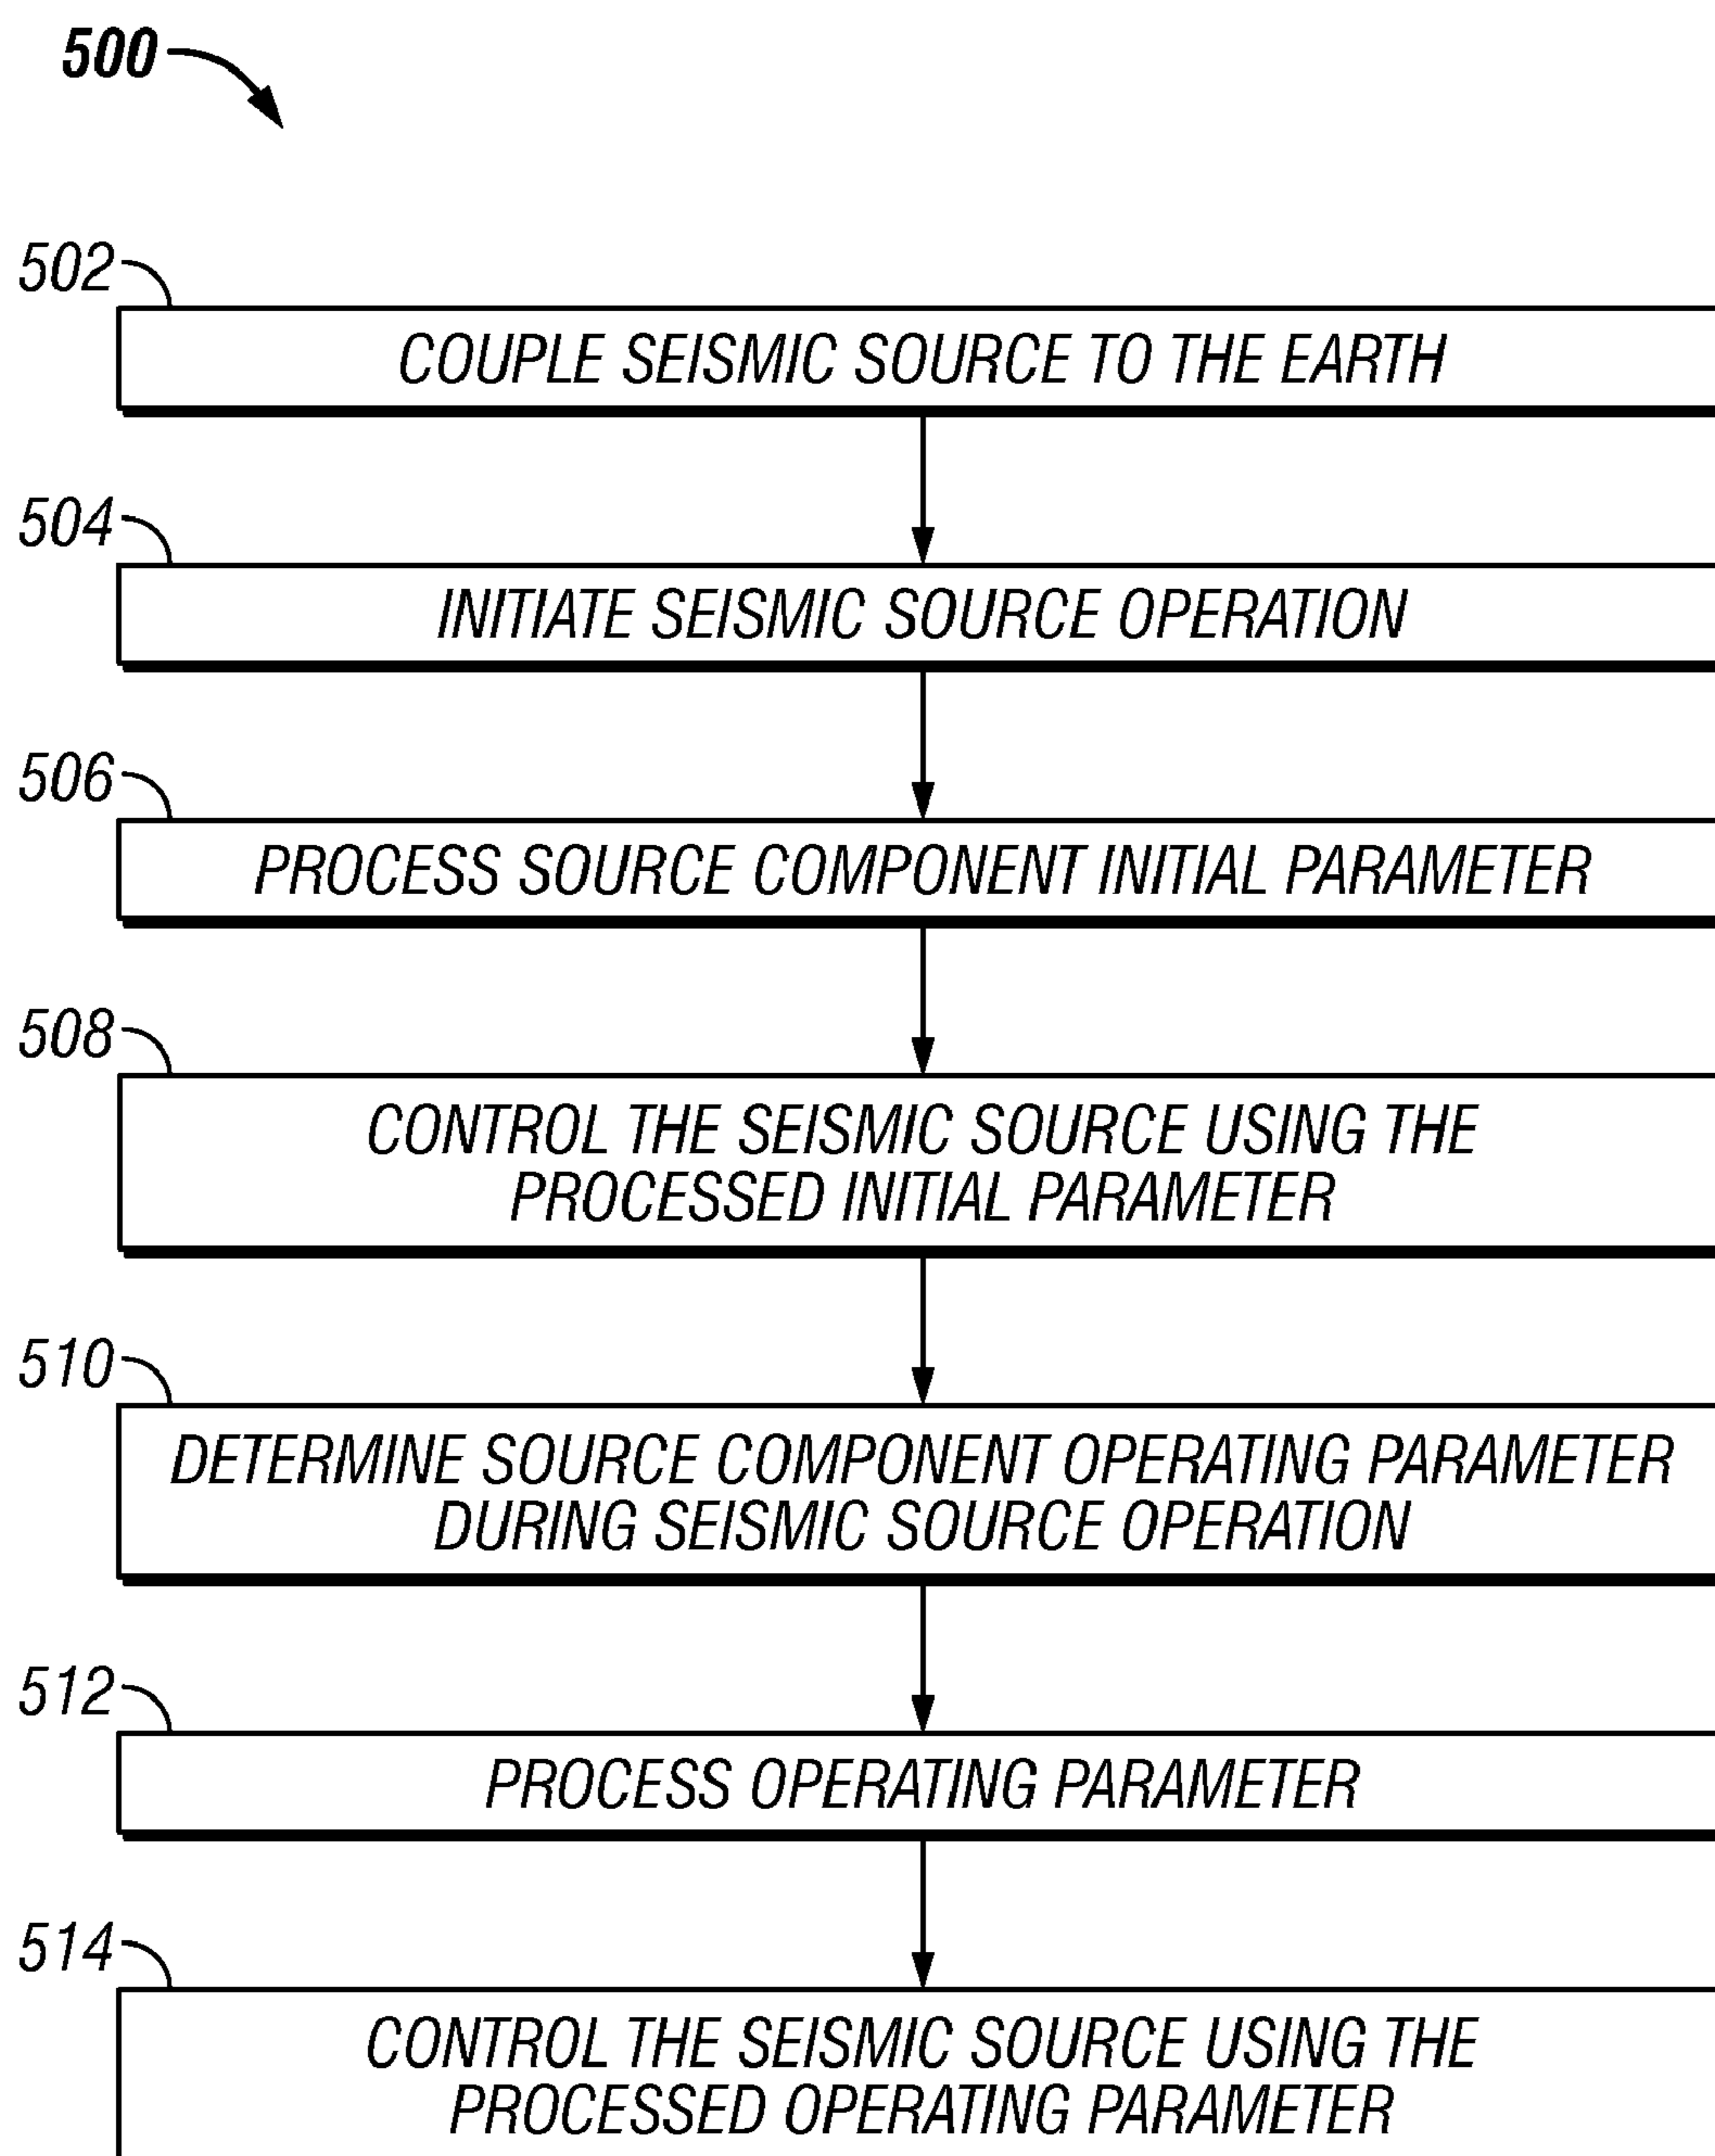 500
502
COUPLE SEISMIC SOURCE TO THE EARTH
504
INITIATE SEISMIC SOURCE OPERATION
506
PROCESS SOURCE COMPONENT INITIAL PARAMETER
508
CONTROL THE SEISMIC SOURCE USING THE
PROCESSED INITIAL PARAMETER
510
DETERMINE SOURCE COMPONENT OPERATING PARAMETER
DURING SEISMIC SOURCE OPERATION
512
PROCESS OPERATING PARAMETER
514
CONTROL THE SEISMIC SOURCE USING THE
PROCESSED OPERATING PARAMETER